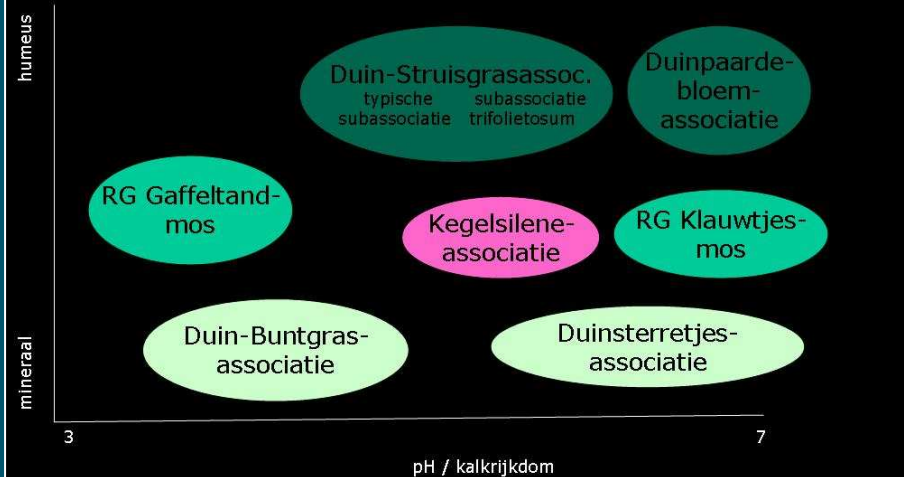 humeus
Duin-Struisgrasassoc.
typische subassociatie
subassociatie trifolietosum
Duinpaarde-
bloem-
associatie
RG Gaffeltand-
mos
Kegelsilene-
associatie
RG Klauwtjes-
mos
Duin-Buntgras-
associatie
Duinsterretjes-
associatie
mineraal
3
7
pH / kalkrijkdom